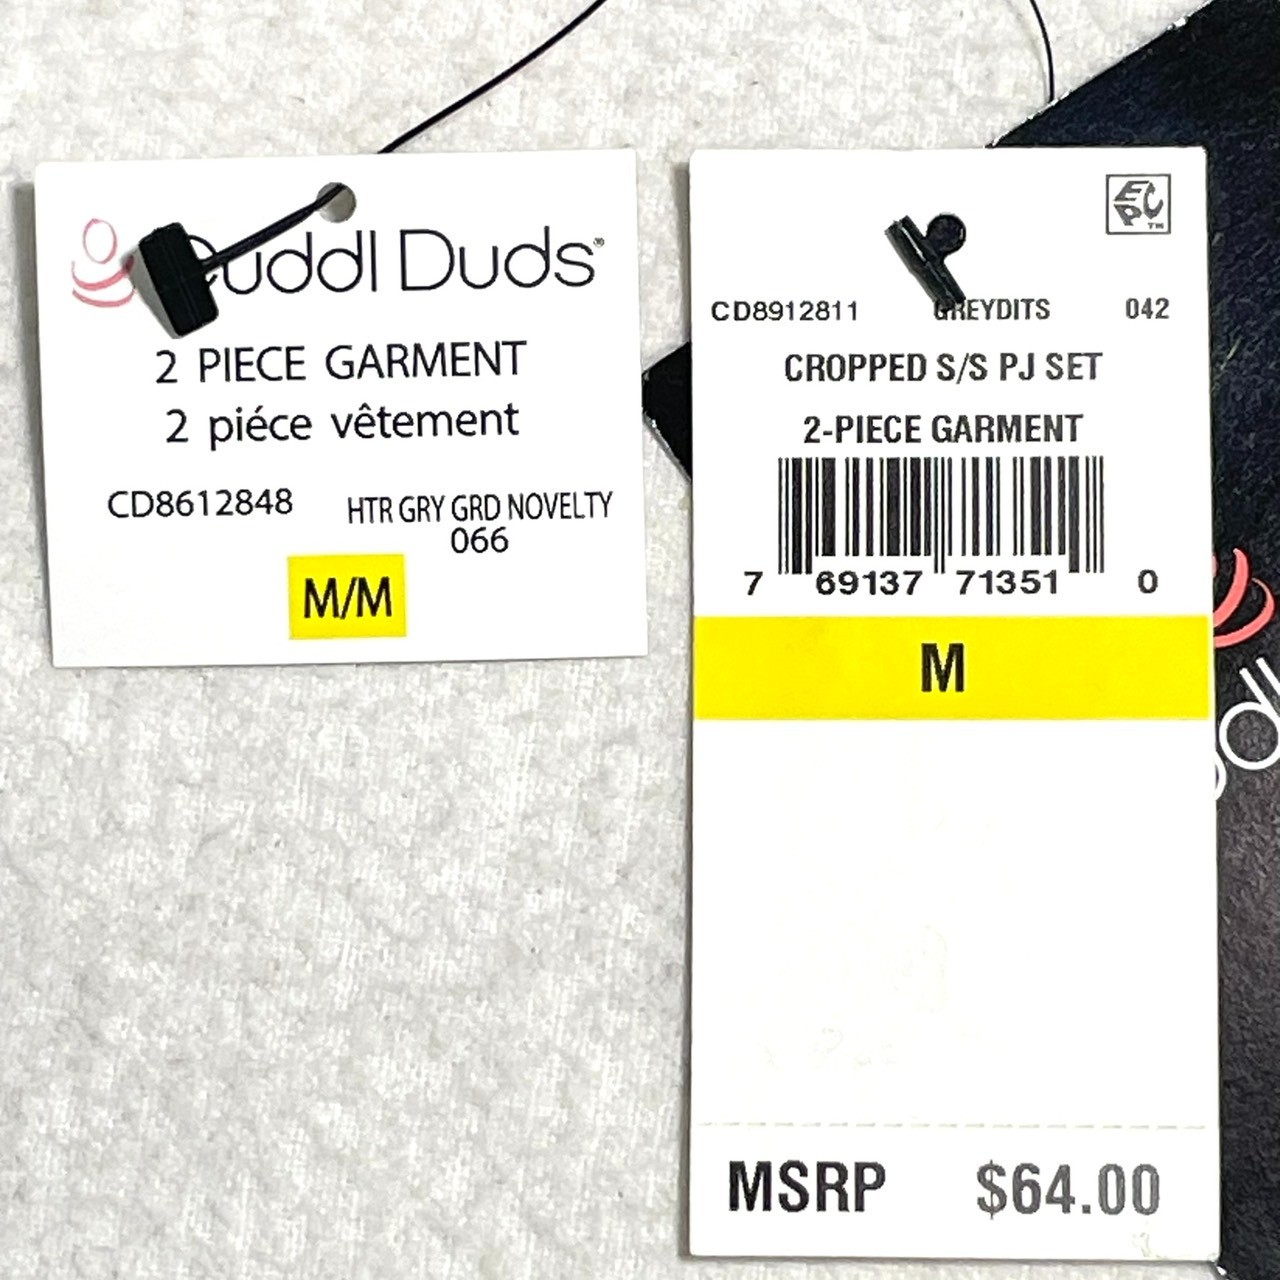 Cuddl Duds®
2 PIECE GARMENT
2 piéce vêtement
CD8612848 HTR GRY GRD NOVELTY
066
M/M
EPC™
CD8912811 GREYDITS 042
CROPPED S/S PJ SET
2-PIECE GARMENT
7 69137 71351 0
M
MSRP $64.00